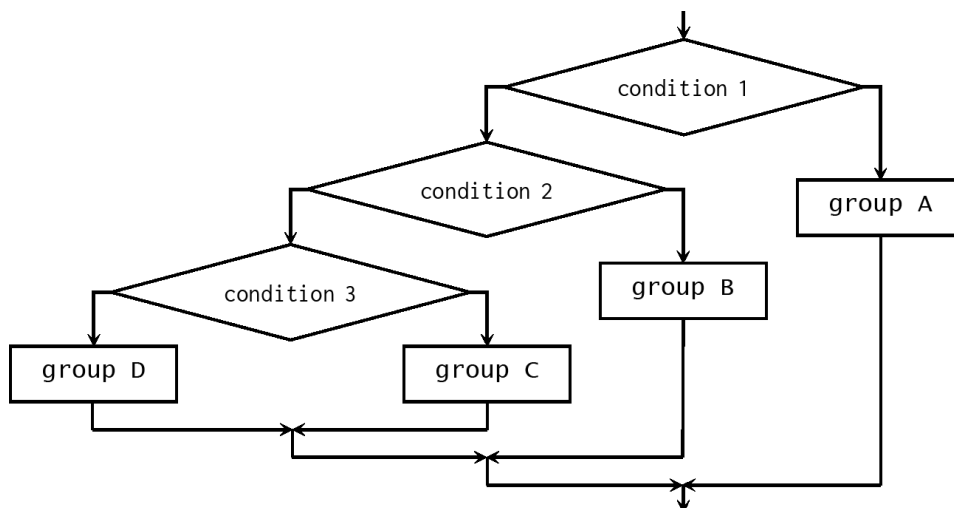 condition 1
condition 2
group A
condition 3
group B
group D
group C